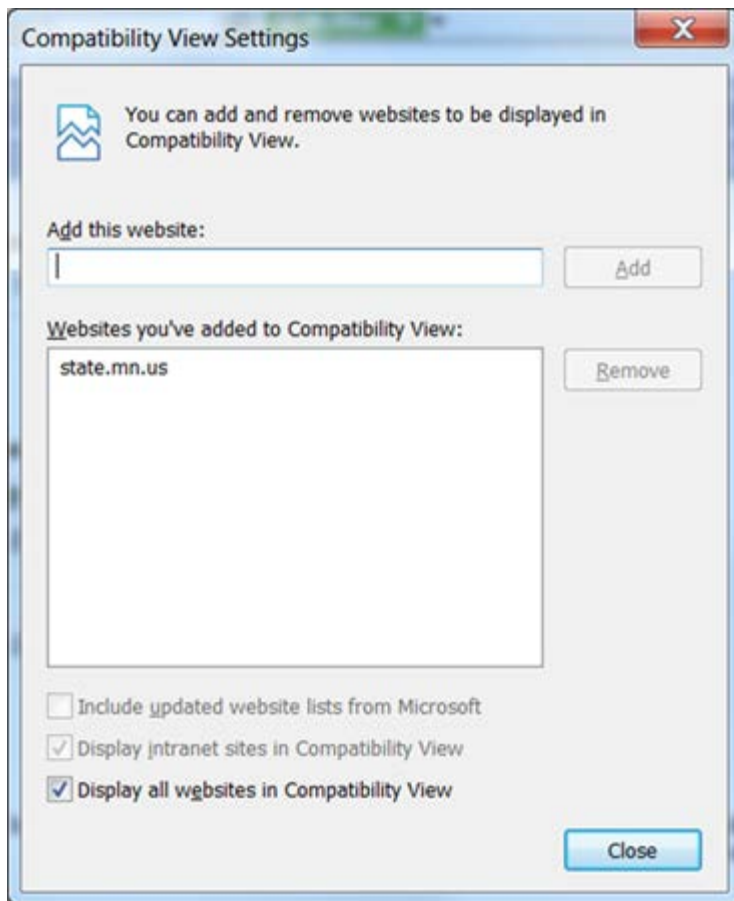 Compatibility View Settings
You can add and remove websites to be displayed in
Compatibility View.
Add this website:
Add
Websites you've added to Compatibility View:
state.mn.us
Remove
Include updated website lists from Microsoft
Display intranet sites in Compatibility View
Display all websites in Compatibility View
Close